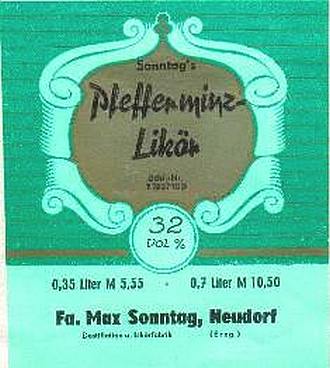 Sonntag's
Pfefferminz-
Likör
32
VOL %
0,35 Liter M 5,55 - 0,7 Liter M 10,50
Fa. Max Sonntag, Neudorf
Destillation u. Likörfabrik (Erzg.)